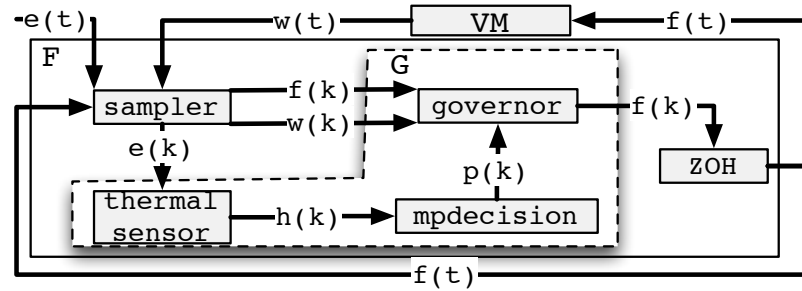 e(t)
w(t)
VM
f(t)
F
G
sampler
f(k)
w(k)
governor
f(k)
e(k)
p(k)
ZOH
thermal
sensor
h(k)
mpdecision
f(t)